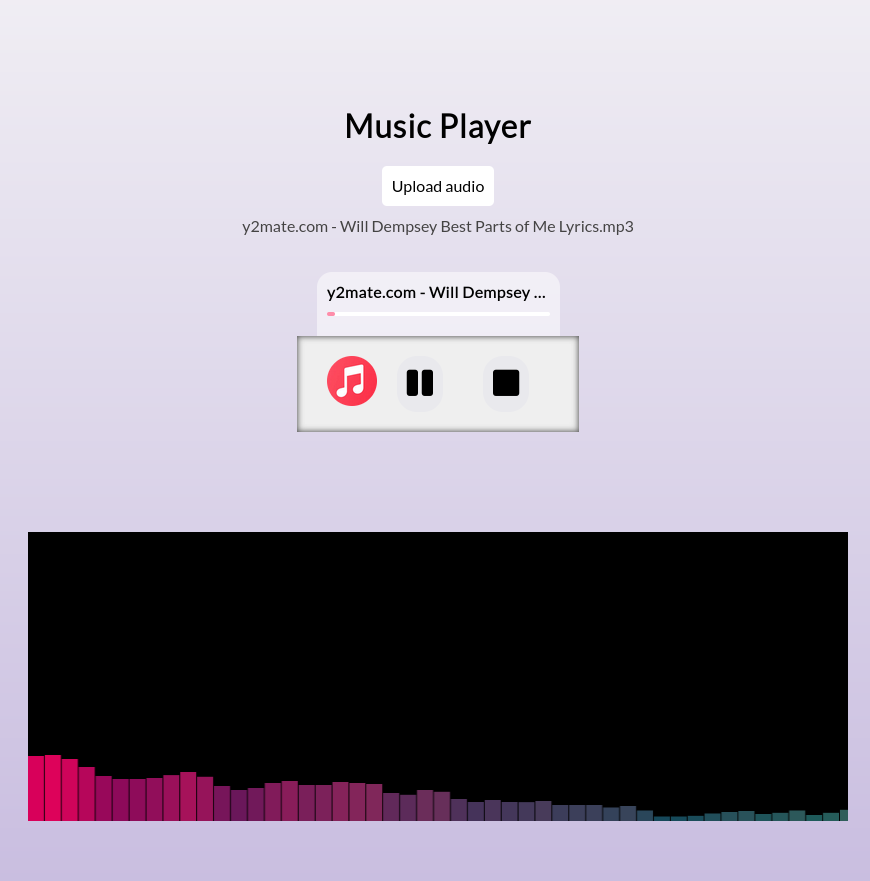 Music Player
Upload audio
y2mate.com - Will Dempsey Best Parts of Me Lyrics.mp3
y2mate.com - Will Dempsey ...